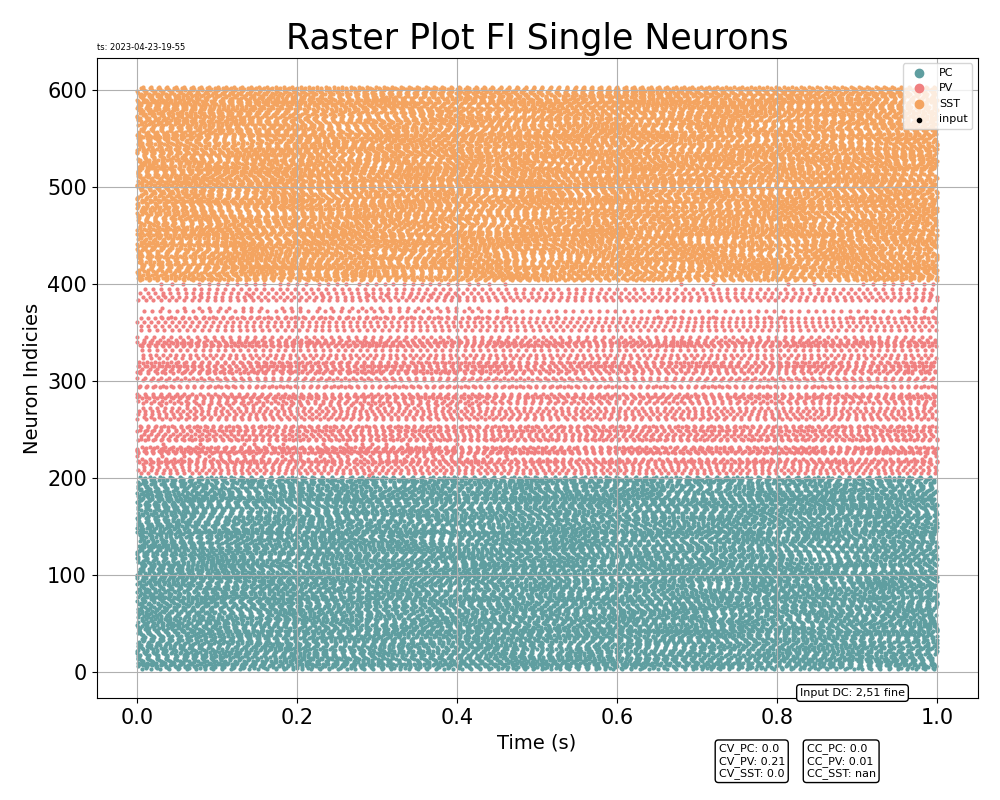 Raster Plot FI Single Neurons
ts: 2023-04-23-19-55
PC
PV
SST
input
600
500
400
300
200
100
0
Neuron Indicies
0.0 0.2 0.4 0.6 0.8 1.0
Time (s)
Input DC: 2,51 fine
CV_PC: 0.0
CV_PV: 0.21
CV_SST: 0.0
CC_PC: 0.0
CC_PV: 0.01
CC_SST: nan